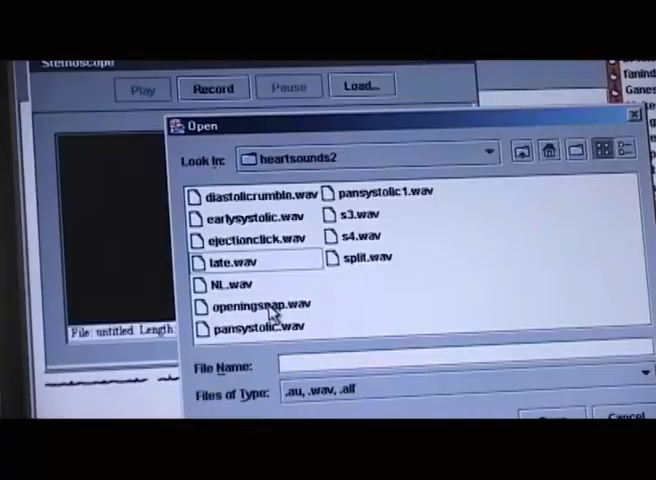 Stethoscope
Play Record Pause Load...
Open
Look In: heartsounds2
diastolicrumble.wav pansystolic1.wav
earlysystolic.wav s3.wav
ejectionclick.wav s4.wav
late.wav split.wav
NL.wav
openingsnap.wav
pansystolic.wav
File: untitled Length:
File Name:
Files of Type: .au, .wav, .aif
Cancel
fanind
Ganes